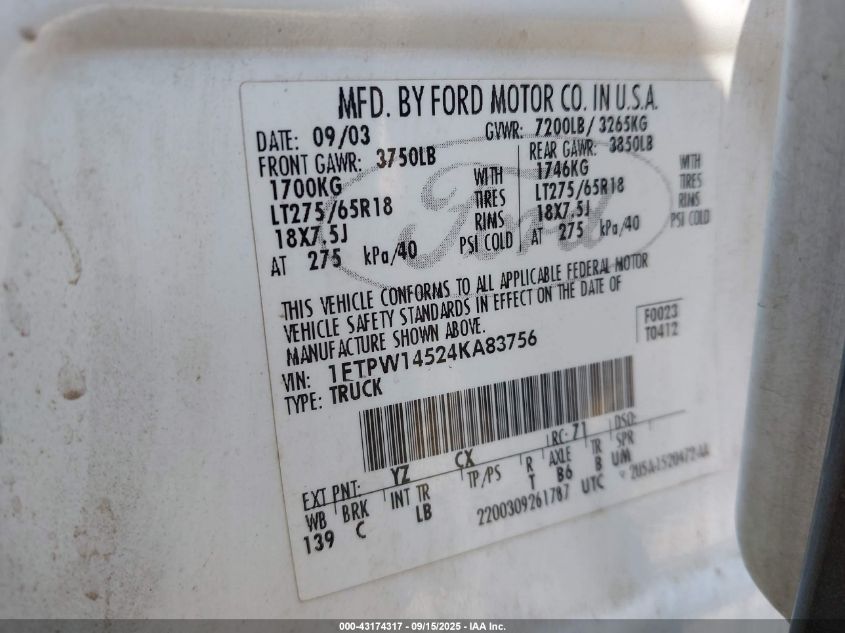 MFD. BY FORD MOTOR CO. IN U.S.A.
DATE: 09/03 GVWR: 7200LB/ 3265KG
FRONT GAWR: 3750LB REAR GAWR: 3850LB
1700KG WITH 1746KG WITH
LT275/65R18 TIRES LT275/65R18 TIRES
18X7.5J RIMS 18X7.5J RIMS
AT 275 kPa/40 PSI COLD AT 275 kPa/40 PSI COLD
Ford
THIS VEHICLE CONFORMS TO ALL APPLICABLE FEDERAL MOTOR
VEHICLE SAFETY STANDARDS IN EFFECT ON THE DATE OF
MANUFACTURE SHOWN ABOVE.
F0023
T0412
VIN: 1FTPW14524KA83756
TYPE: TRUCK
EXT PNT: YZ CX RC: 71 DSO:
WB BRK INT TR TP/PS R AXLE TR SPR
139 C LB T B6 B UM
2200309261787 UTC
000-43174317 - 09/15/2025 - IAA Inc.